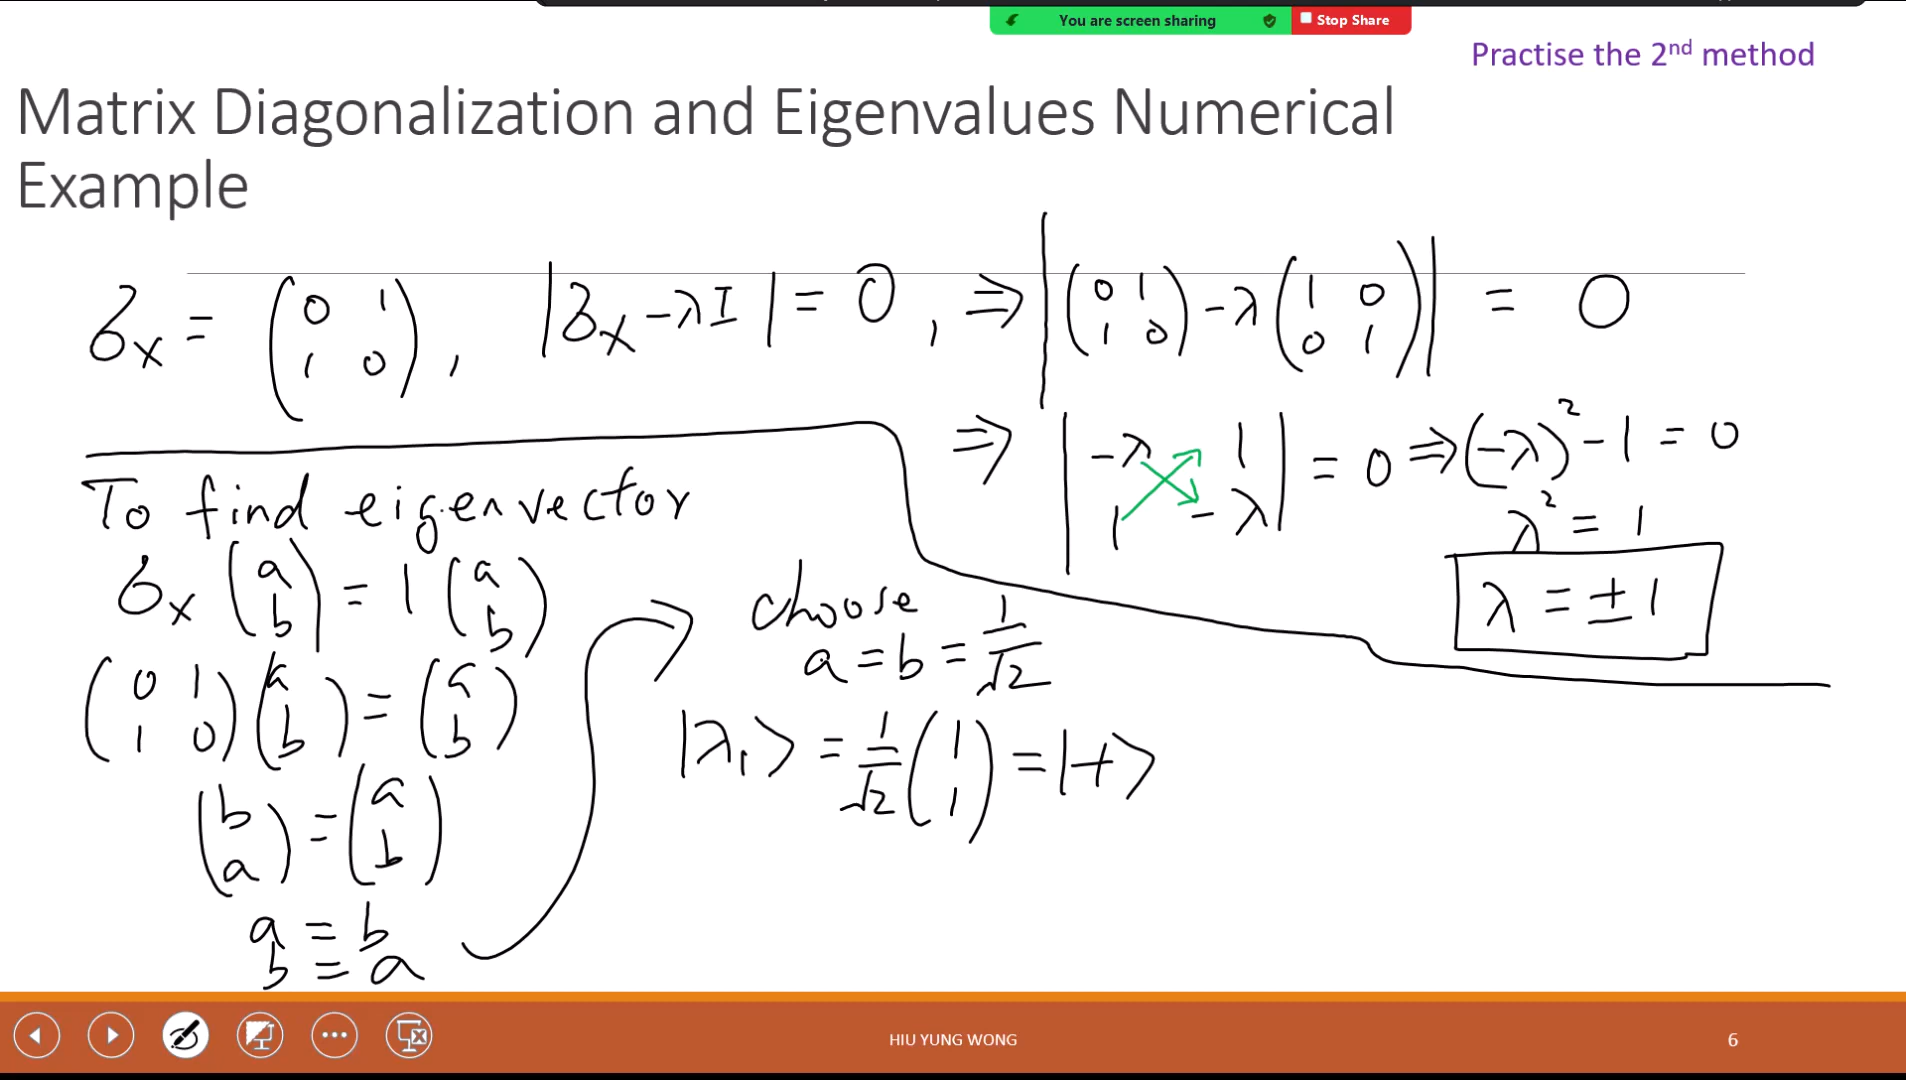 You are screen sharing Stop Share
Practise the 2nd method
Matrix Diagonalization and Eigenvalues Numerical
Example
σx = (0 1 / 1 0), |σx - λI| = 0, ⇒ |(0 1 / 1 0) - λ(1 0 / 0 1)| = 0
⇒ |-λ 1 / 1 -λ| = 0 ⇒ (-λ)² - 1 = 0
λ² = 1
λ = ±1
To find eigenvector
σx (a / b) = 1 (a / b)
(0 1 / 1 0)(a / b) = (a / b)
(b / a) = (a / b)
a = b
b = a
choose
a = b = 1/√2
|λ₁> = 1/√2 (1 / 1) = |+>
HIU YUNG WONG
6